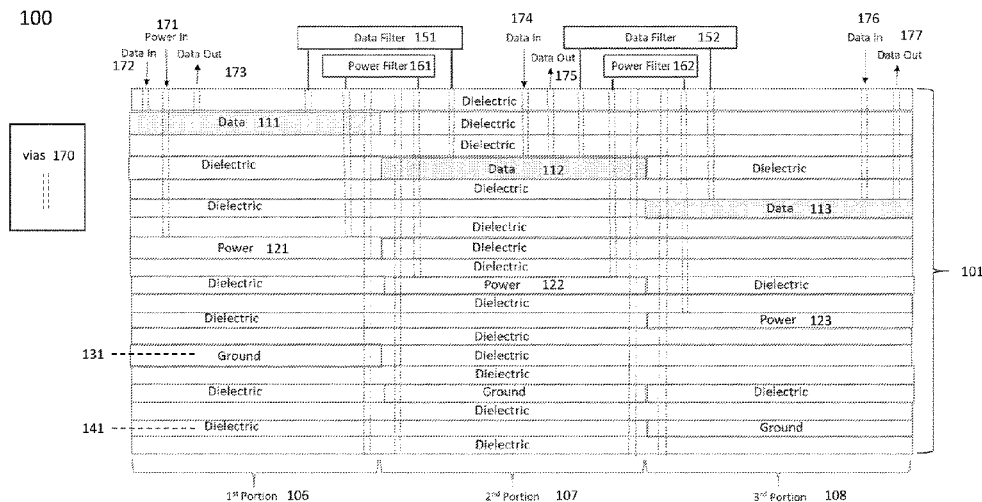 100
171
Power In
Data In
172
Data Out
173
Data Filter 151
Power Filter 161
174
Data In
Data Out
175
Data Filter 152
Power Filter 162
176
Data In
177
Data Out
vias 170
Dielectric
Data 111
Dielectric
Dielectric
Dielectric
Data 112
Dielectric
Dielectric
Dielectric
Data 113
Dielectric
Power 121
Dielectric
Dielectric
Dielectric
Power 122
Dielectric
101
Dielectric
Dielectric
Power 123
Dielectric
131
Ground
Dielectric
Dielectric
Dielectric
Ground
Dielectric
Dielectric
141
Dielectric
Ground
Dielectric
1st Portion 106
2nd Portion 107
3rd Portion 108